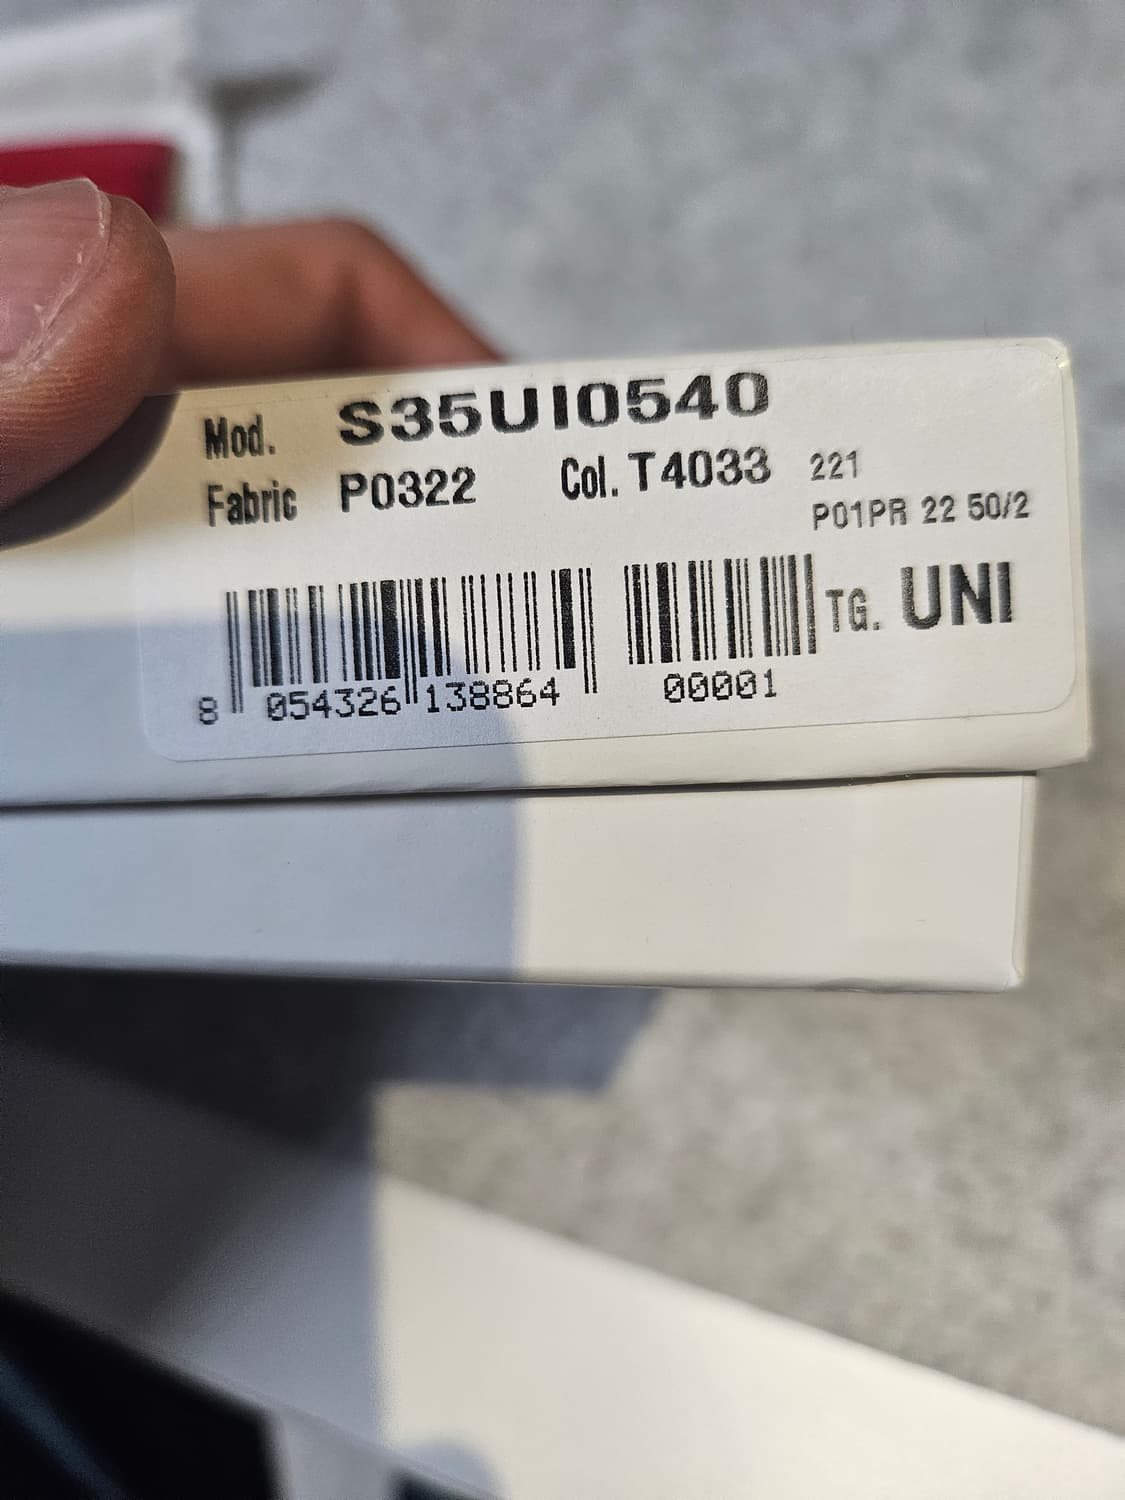 Mod. S35UI0540
Fabric P0322 Col. T4033 221
P01PR 22 50/2
TG. UNI
8 054326 138864 00001